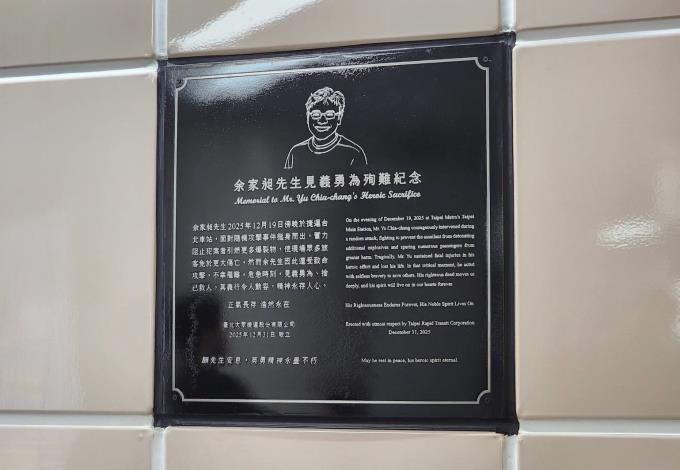 余家昶先生見義勇為殉難紀念
Memorial to Mr. Yu Chia-chang's Heroic Sacrifice
余家昶先生2025年12月19日傍晚於捷運台
北車站，面對隨機攻擊事件挺身而出，奮力
阻止犯案者引燃更多爆裂物，使現場眾多旅
客免於更大傷亡。然而余先生因此遭受致命
攻擊，不幸罹難。危急時刻，見義勇為、捨
己救人，其義行令人動容，精神永存人心。
正氣長存 浩然永在
臺北大眾捷運股份有限公司
2025年12月31日 敬立
願先生安息，英勇精神永垂不朽
On the evening of December 19, 2025 at Taipei Metro's Taipei
Main Station, Mr. Yu Chia-chang courageously intervened during
a random attack, fighting to prevent the assailant from detonating
additional explosives and sparing numerous passengers from
greater harm. Tragically, Mr. Yu sustained fatal injuries in his
heroic effort and lost his life. In that critical moment, he acted
with selfless bravery to save others. His righteous deed moves us
deeply, and his spirit will live on in our hearts forever.
His Righteousness Endures Forever, His Noble Spirit Lives On
Erected with utmost respect by Taipei Rapid Transit Corporation
December 31, 2025
May he rest in peace, his heroic spirit eternal.